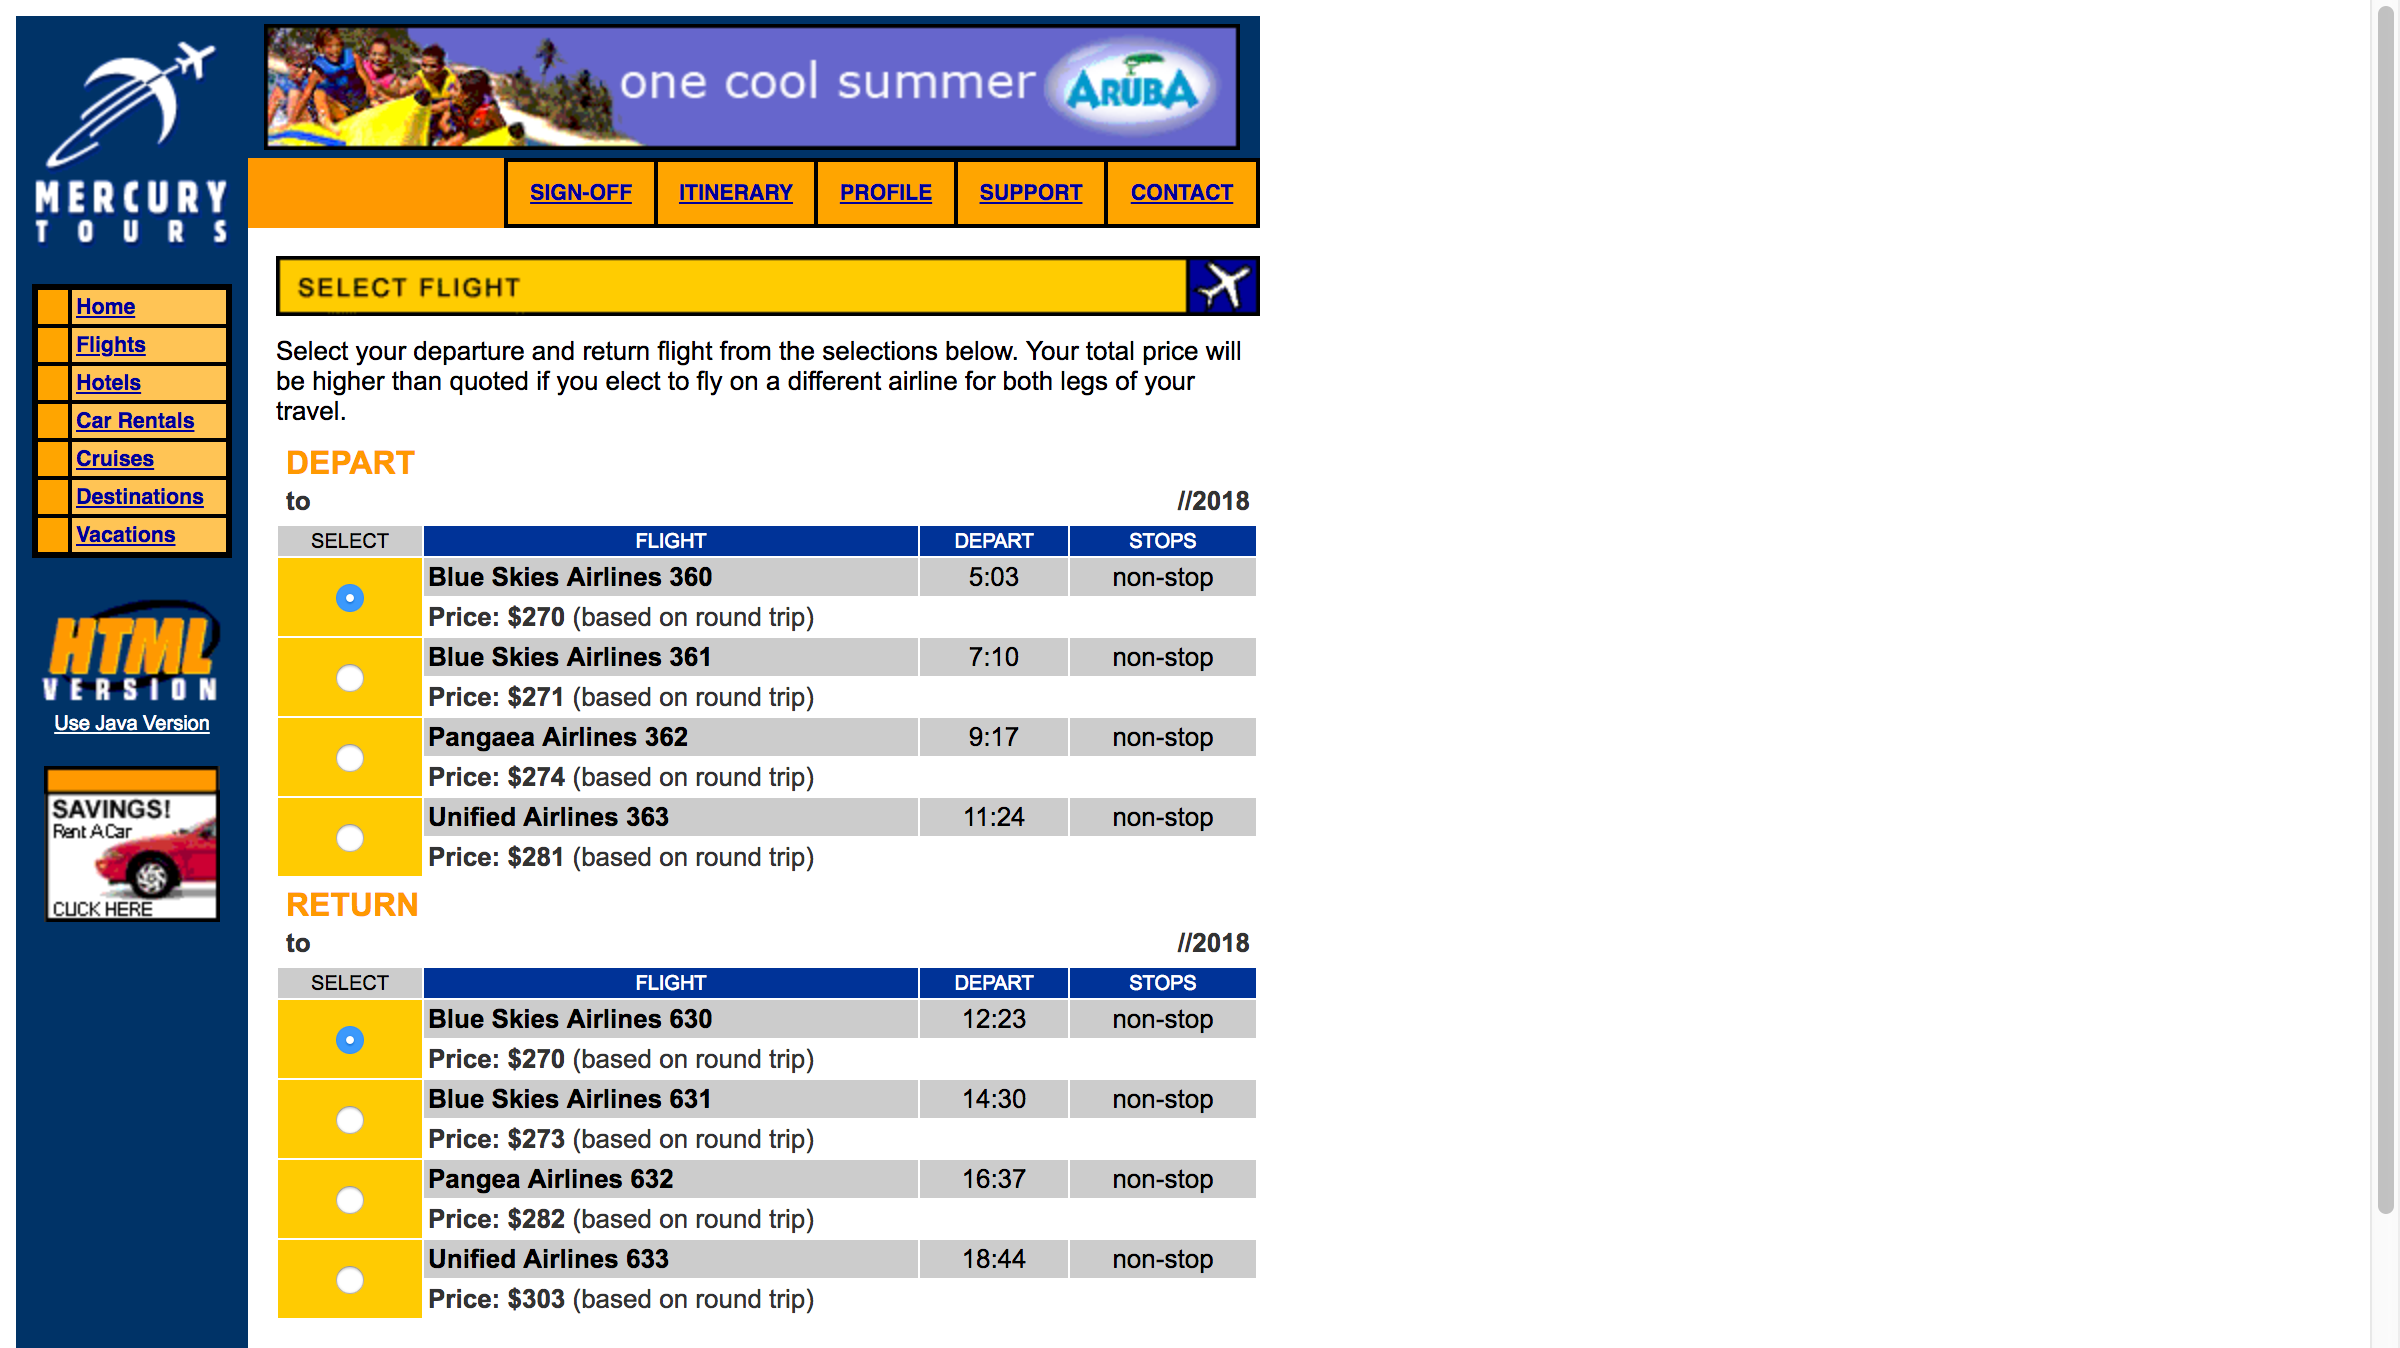 one cool summer ARUBA
MERCURY
TOURS
SIGN-OFF ITINERARY PROFILE SUPPORT CONTACT
Home
Flights
Hotels
Car Rentals
Cruises
Destinations
Vacations
HTML
VERSION
Use Java Version
SAVINGS!
Rent A Car
CLICK HERE
SELECT FLIGHT
Select your departure and return flight from the selections below. Your total price will
be higher than quoted if you elect to fly on a different airline for both legs of your
travel.
DEPART
to //2018
SELECT FLIGHT DEPART STOPS
Blue Skies Airlines 360 5:03 non-stop
Price: $270 (based on round trip)
Blue Skies Airlines 361 7:10 non-stop
Price: $271 (based on round trip)
Pangaea Airlines 362 9:17 non-stop
Price: $274 (based on round trip)
Unified Airlines 363 11:24 non-stop
Price: $281 (based on round trip)
RETURN
to //2018
SELECT FLIGHT DEPART STOPS
Blue Skies Airlines 630 12:23 non-stop
Price: $270 (based on round trip)
Blue Skies Airlines 631 14:30 non-stop
Price: $273 (based on round trip)
Pangea Airlines 632 16:37 non-stop
Price: $282 (based on round trip)
Unified Airlines 633 18:44 non-stop
Price: $303 (based on round trip)